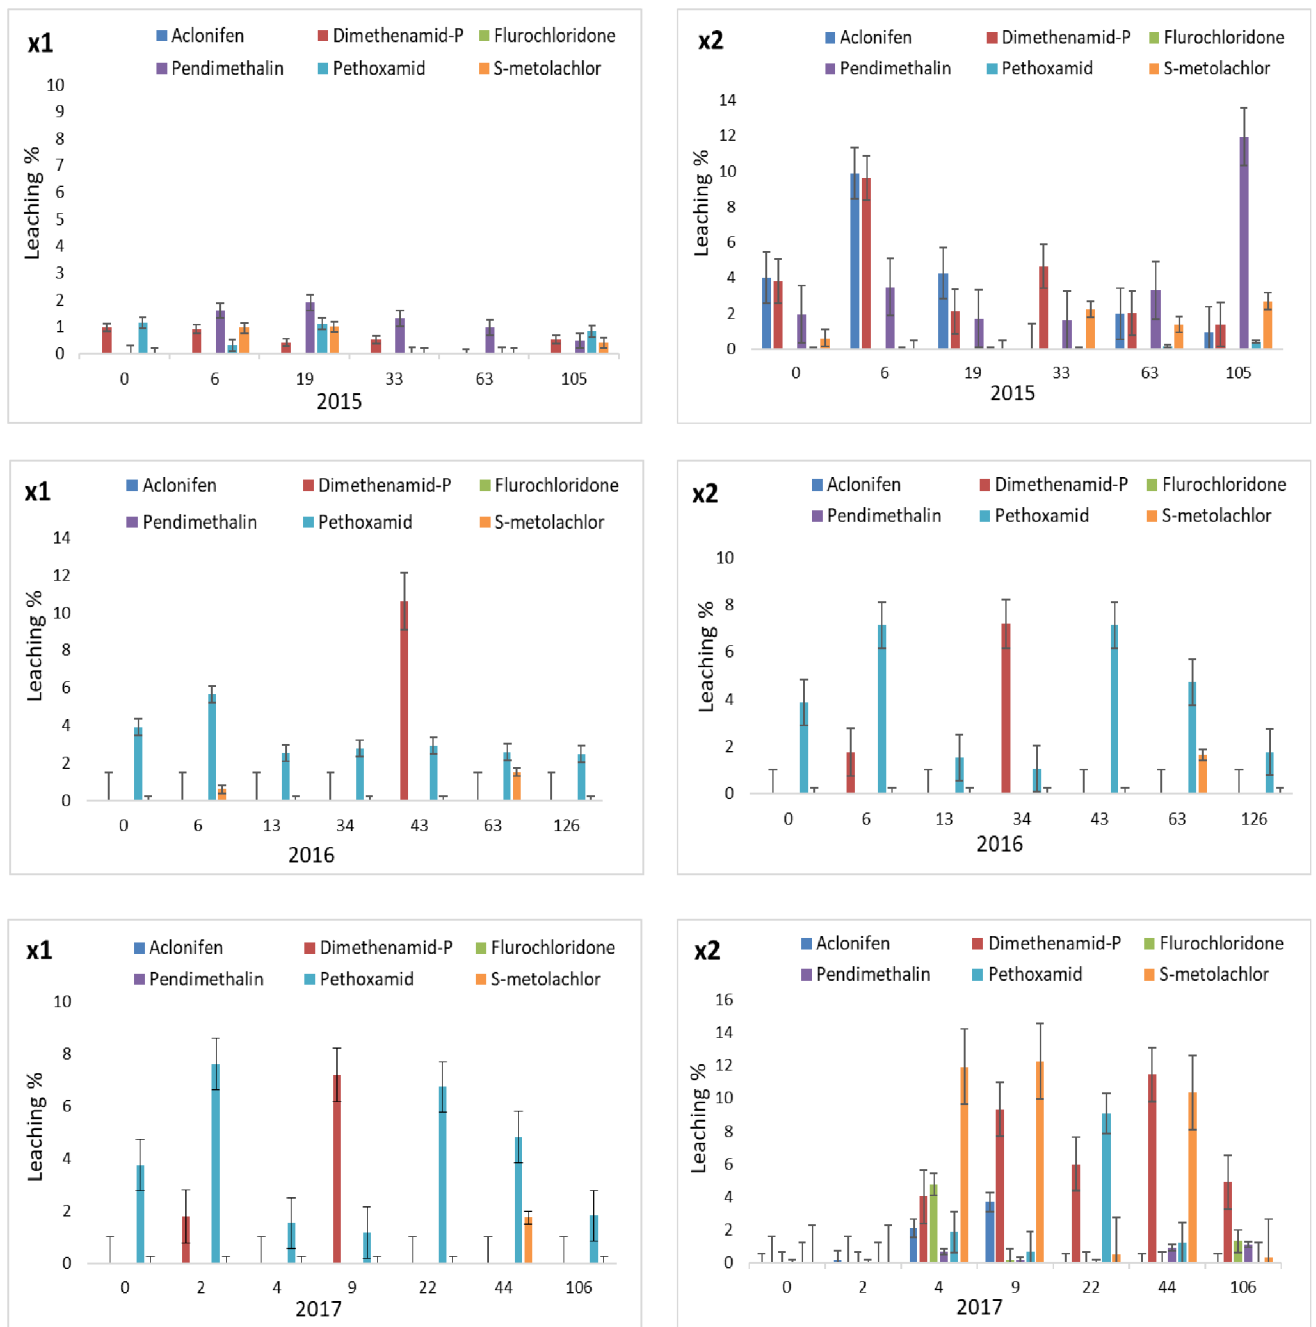 x1
Aclonifen Dimethenamid-P Flurochloridone
Pendimethalin Pethoxamid S-metolachlor
Leaching %
10
9
8
7
6
5
4
3
2
1
0
0 6 19 33 63 105
2015
x2
Aclonifen Dimethenamid-P Flurochloridone
Pendimethalin Pethoxamid S-metolachlor
Leaching %
14
12
10
8
6
4
2
0
0 6 19 33 63 105
2015
x1
Aclonifen Dimethenamid-P Flurochloridone
Pendimethalin Pethoxamid S-metolachlor
Leaching %
14
12
10
8
6
4
2
0
0 6 13 34 43 63 126
2016
x2
Aclonifen Dimethenamid-P Flurochloridone
Pendimethalin Pethoxamid S-metolachlor
Leaching %
10
8
6
4
2
0
0 6 13 34 43 63 126
2016
x1
Aclonifen Dimethenamid-P Flurochloridone
Pendimethalin Pethoxamid S-metolachlor
Leaching %
10
8
6
4
2
0
0 2 4 9 22 44 106
2017
x2
Aclonifen Dimethenamid-P Flurochloridone
Pendimethalin Pethoxamid S-metolachlor
Leaching %
16
14
12
10
8
6
4
2
0
0 2 4 9 22 44 106
2017